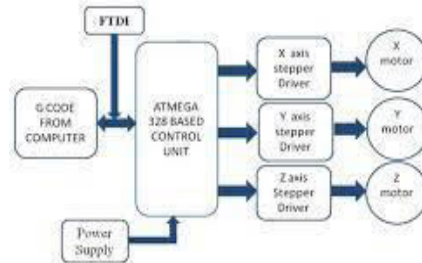 FTDI
G CODE
FROM
COMPUTER
ATMEGA
328 BASED
CONTROL
UNIT
Power
Supply
X axis
stepper
Driver
X
motor
Y axis
stepper
Driver
Y
motor
Z axis
Stepper
Driver
Z
motor